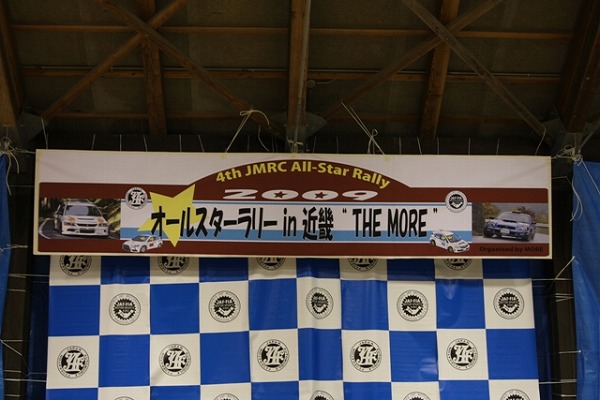 4th JMRC All-Star Rally
2009
オールスターラリー in 近畿 " THE MORE "
Organised by MORE